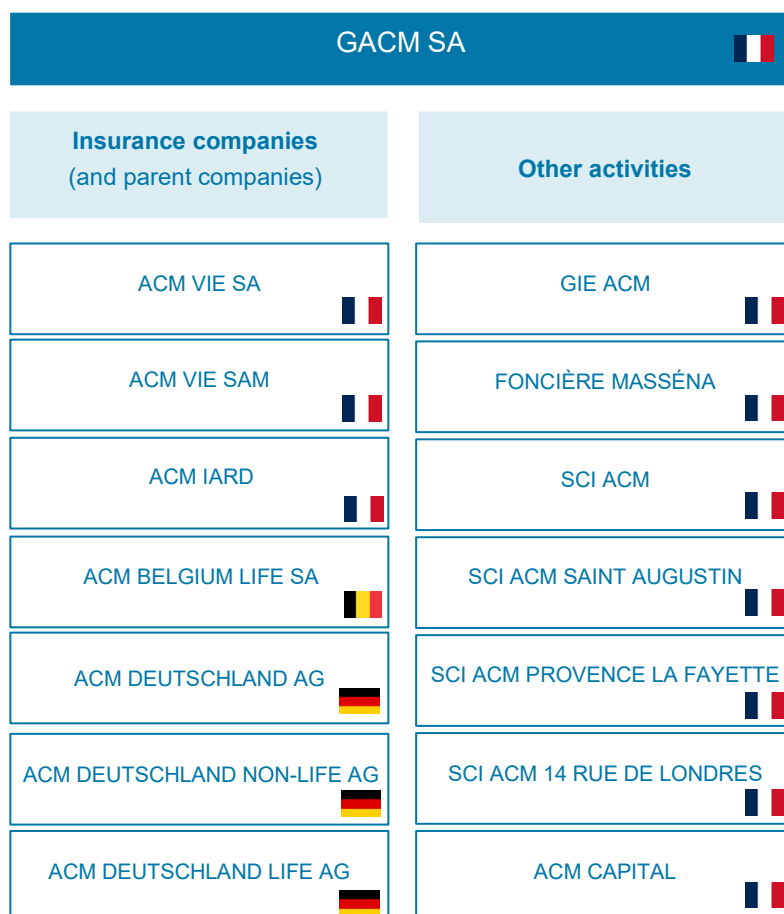 GACM SA
Insurance companies
(and parent companies)
Other activities
ACM VIE SA
GIE ACM
ACM VIE SAM
FONCIÈRE MASSÉNA
ACM IARD
SCI ACM
ACM BELGIUM LIFE SA
SCI ACM SAINT AUGUSTIN
ACM DEUTSCHLAND AG
SCI ACM PROVENCE LA FAYETTE
ACM DEUTSCHLAND NON-LIFE AG
SCI ACM 14 RUE DE LONDRES
ACM DEUTSCHLAND LIFE AG
ACM CAPITAL